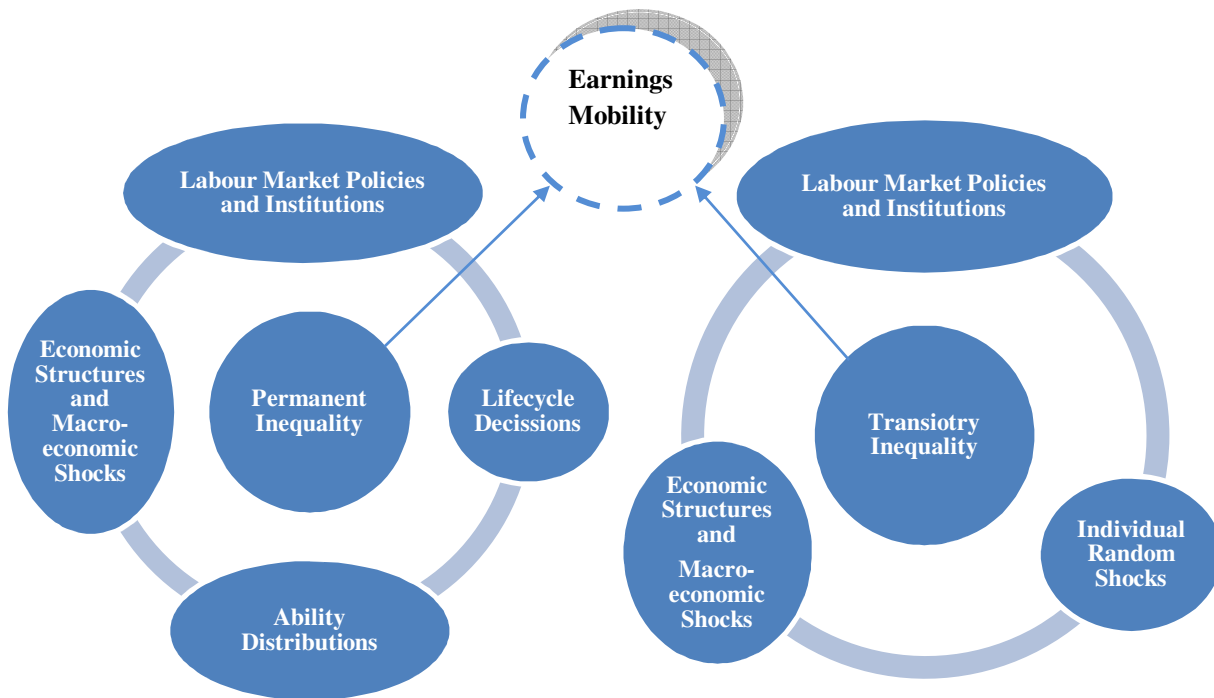 Earnings
Mobility
Labour Market Policies
and Institutions
Economic
Structures
and
Macro-
economic
Shocks
Permanent
Inequality
Lifecycle
Decissions
Ability
Distributions
Labour Market Policies
and Institutions
Transiotry
Inequality
Economic
Structures
and
Macro-
economic
Shocks
Individual
Random
Shocks